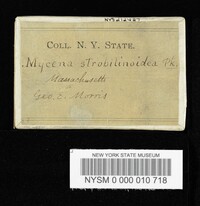 COLL. N. Y. STATE.
Mycena strobilinoides Pk.
Massachusetts
Geo. E. Morris
NEW YORK STATE MUSEUM
NYSM 0 000 010 718